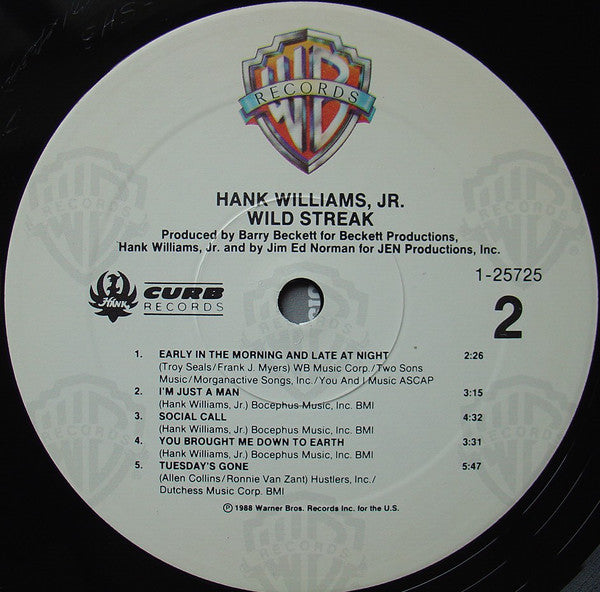 WB
RECORDS
HANK WILLIAMS, JR.
WILD STREAK
Produced by Barry Beckett for Beckett Productions,
Hank Williams, Jr. and by Jim Ed Norman for JEN Productions, Inc.
HANK
CURB
RECORDS
1-25725
2
1. EARLY IN THE MORNING AND LATE AT NIGHT 2:26
(Troy Seals/Frank J. Myers) WB Music Corp./Two Sons
Music/Morganactive Songs, Inc./You And I Music ASCAP
2. I'M JUST A MAN 3:15
(Hank Williams, Jr.) Bocephus Music, Inc. BMI
3. SOCIAL CALL 4:32
(Hank Williams, Jr.) Bocephus Music, Inc. BMI
4. YOU BROUGHT ME DOWN TO EARTH 3:31
(Hank Williams, Jr.) Bocephus Music, Inc. BMI
5. TUESDAY'S GONE 5:47
(Allen Collins/Ronnie Van Zant) Hustlers, Inc./
Dutchess Music Corp. BMI
℗ 1988 Warner Bros. Records Inc. for the U.S.